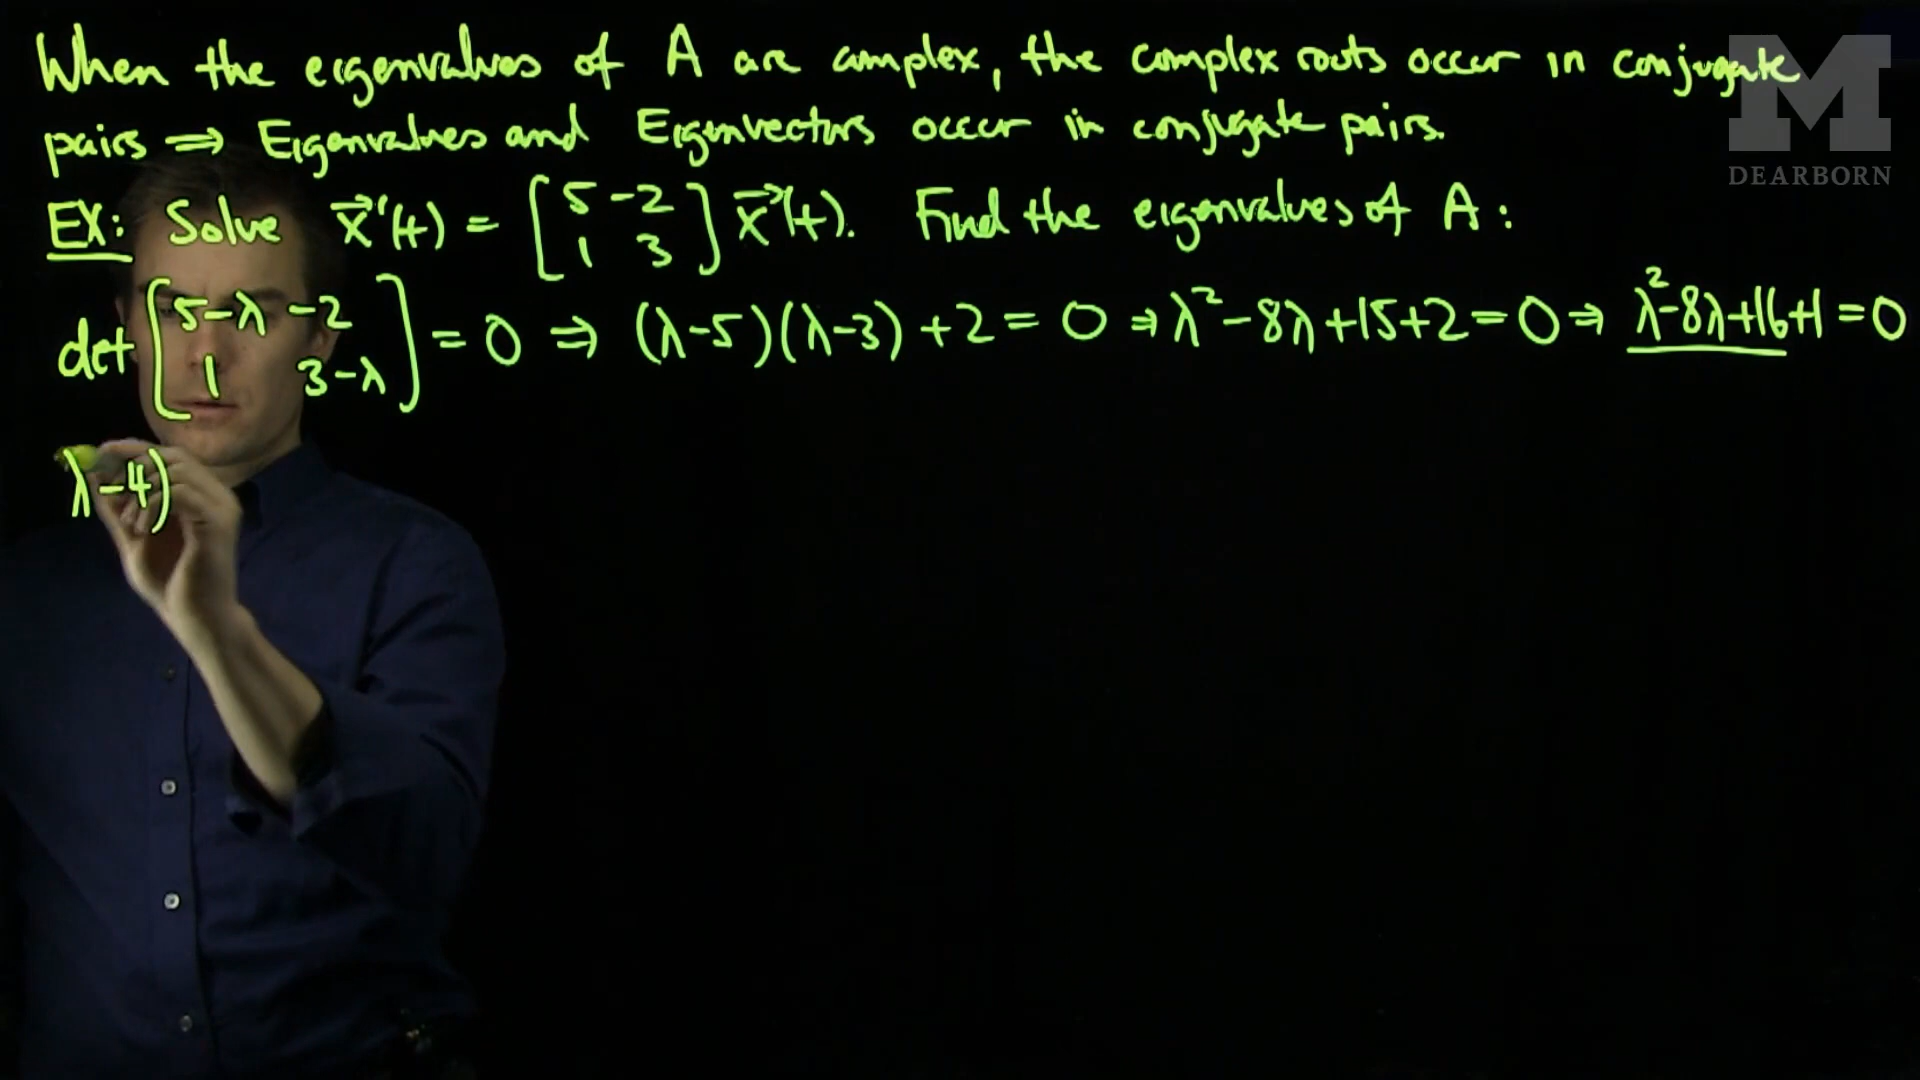 When the eigenvalues of A are complex, the complex roots occur in conjugate
pairs ⇒ Eigenvalues and Eigenvectors occur in conjugate pairs.
EX: Solve x⃗'(t) = [5 -2; 1 3] x⃗(t). Find the eigenvalues of A:
det [5-λ -2; 1 3-λ] = 0 ⇒ (λ-5)(λ-3) + 2 = 0 ⇒ λ²-8λ+15+2=0 ⇒ λ²-8λ+16+1=0
λ-4)
M
DEARBORN